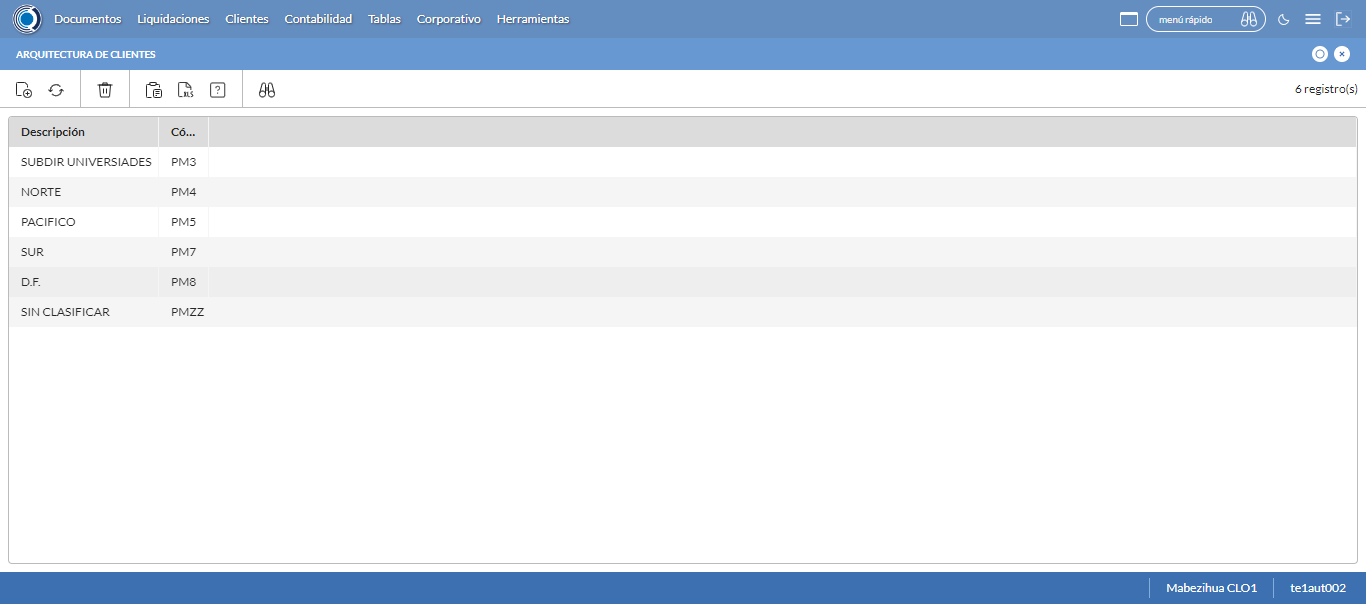 Documentos Liquidaciones Clientes Contabilidad Tablas Corporativo Herramientas menú rápido
ARQUITECTURA DE CLIENTES
XLS ? 6 registro(s)
Descripción Có...
SUBDIR UNIVERSIADES PM3
NORTE PM4
PACIFICO PM5
SUR PM7
D.F. PM8
SIN CLASIFICAR PMZZ
Mabezihua CLO1 te1aut002